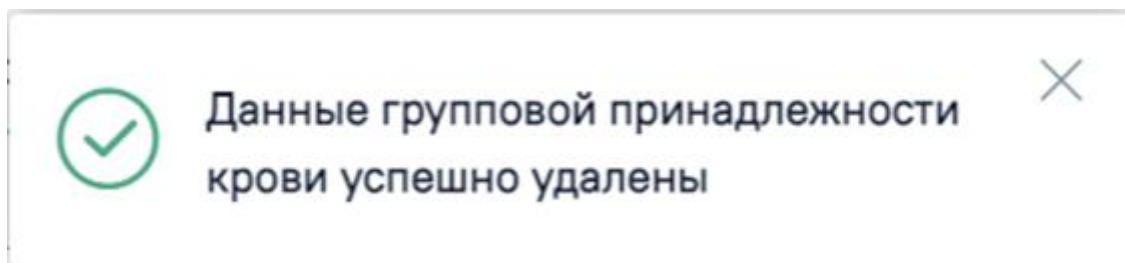 Данные групповой принадлежности
крови успешно удалены